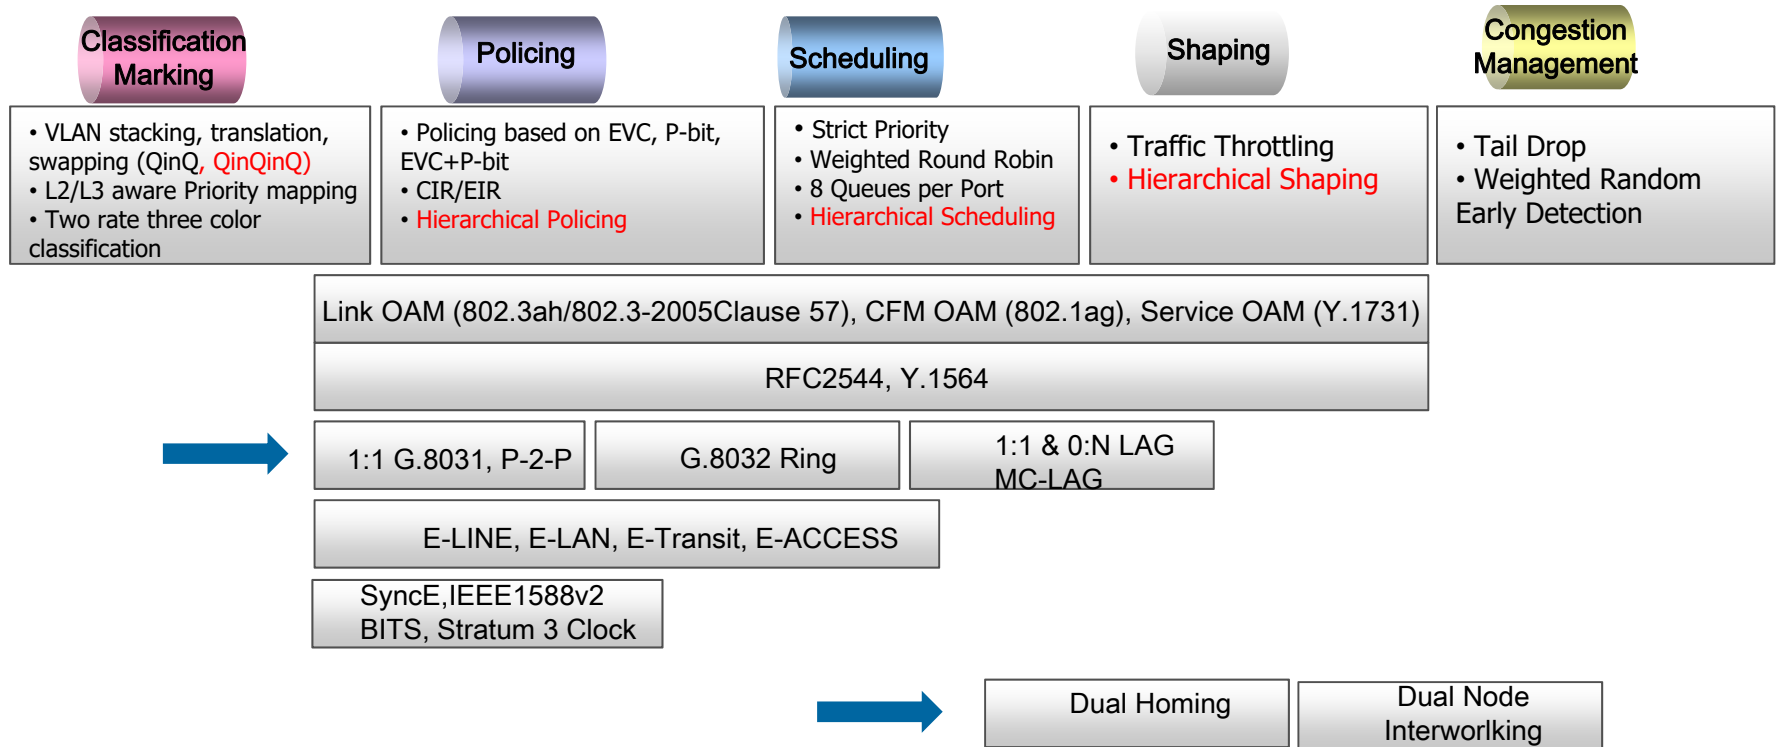 Classification
Marking
Policing
Scheduling
Shaping
Congestion
Management
• VLAN stacking, translation,
swapping (QinQ, QinQinQ)
• L2/L3 aware Priority mapping
• Two rate three color
classification
• Policing based on EVC, P-bit,
EVC+P-bit
• CIR/EIR
• Hierarchical Policing
• Strict Priority
• Weighted Round Robin
• 8 Queues per Port
• Hierarchical Scheduling
• Traffic Throttling
• Hierarchical Shaping
• Tail Drop
• Weighted Random
Early Detection
Link OAM (802.3ah/802.3-2005Clause 57), CFM OAM (802.1ag), Service OAM (Y.1731)
RFC2544, Y.1564
1:1 G.8031, P-2-P
G.8032 Ring
1:1 & 0:N LAG
MC-LAG
E-LINE, E-LAN, E-Transit, E-ACCESS
SyncE,IEEE1588v2
BITS, Stratum 3 Clock
Dual Homing
Dual Node
Interworlking